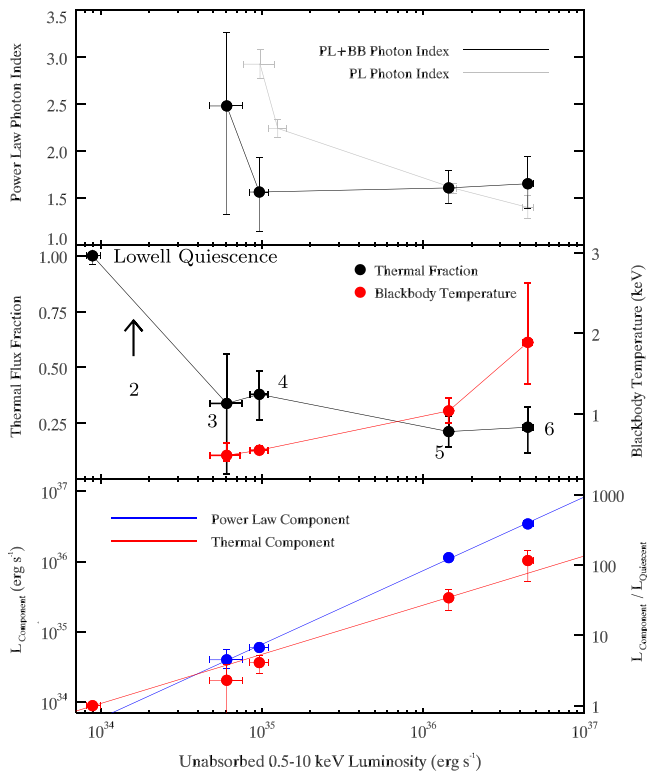 3.5
3.0
2.5
2.0
1.5
1.0
Power Law Photon Index
PL+BB Photon Index
PL Photon Index
1.00
0.75
0.50
0.25
Thermal Flux Fraction
Lowell Quiescence
Thermal Fraction
Blackbody Temperature
2
3
4
5
6
3
2
1
Blackbody Temperature (keV)
10^37
10^36
10^35
10^34
L Component (erg s^-1)
Power Law Component
Thermal Component
1000
100
10
1
L Component / L Quiescent
10^34 10^35 10^36 10^37
Unabsorbed 0.5-10 keV Luminosity (erg s^-1)